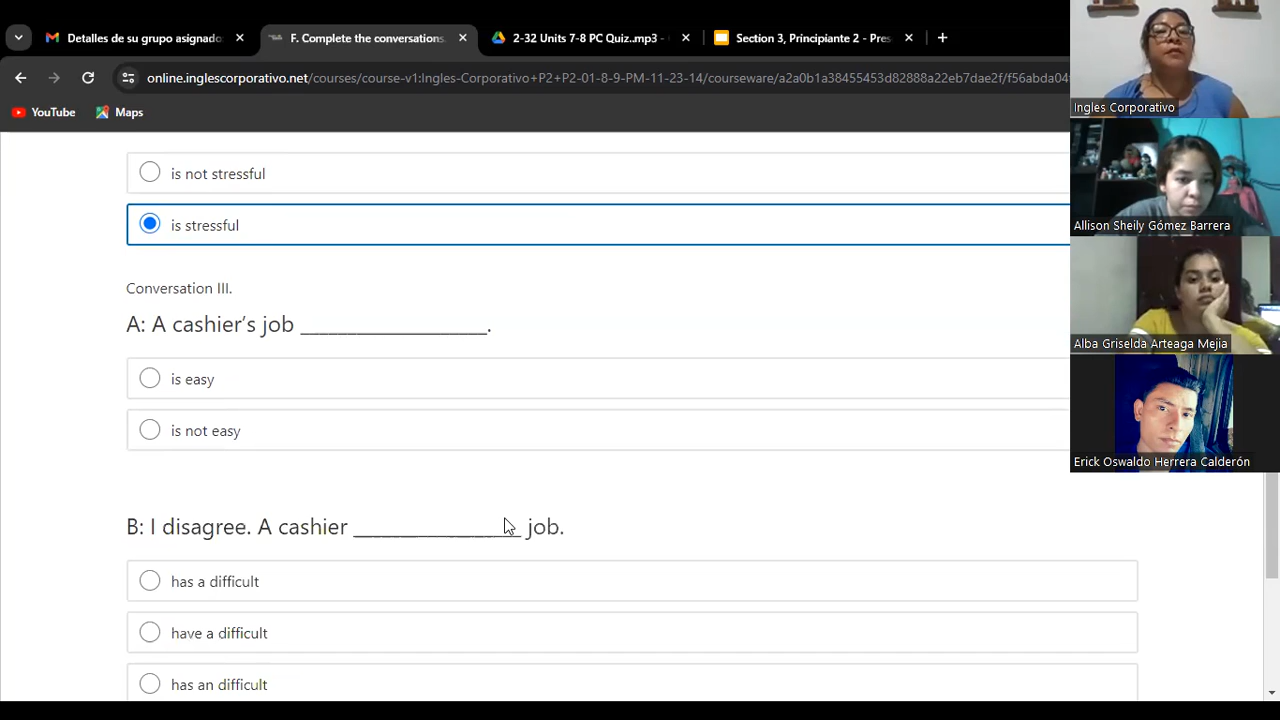 Detalles de su grupo asignado
F. Complete the conversations.
2-32 Units 7-8 PC Quiz..mp3 -
Section 3, Principiante 2 - Pres
online.inglescorporativo.net/courses/course-v1:Ingles-Corporativo+P2+P2-01-8-9-PM-11-23-14/courseware/a2a0b1a38455453d82888a22eb7dae2f/f56abda04
YouTube
Maps
is not stressful
is stressful
Conversation III.
A: A cashier’s job ____________________.
is easy
is not easy
B: I disagree. A cashier __________________ job.
has a difficult
have a difficult
has an difficult
Ingles Corporativo
Allison Sheily Gómez Barrera
Alba Griselda Arteaga Mejia
Erick Oswaldo Herrera Calderón